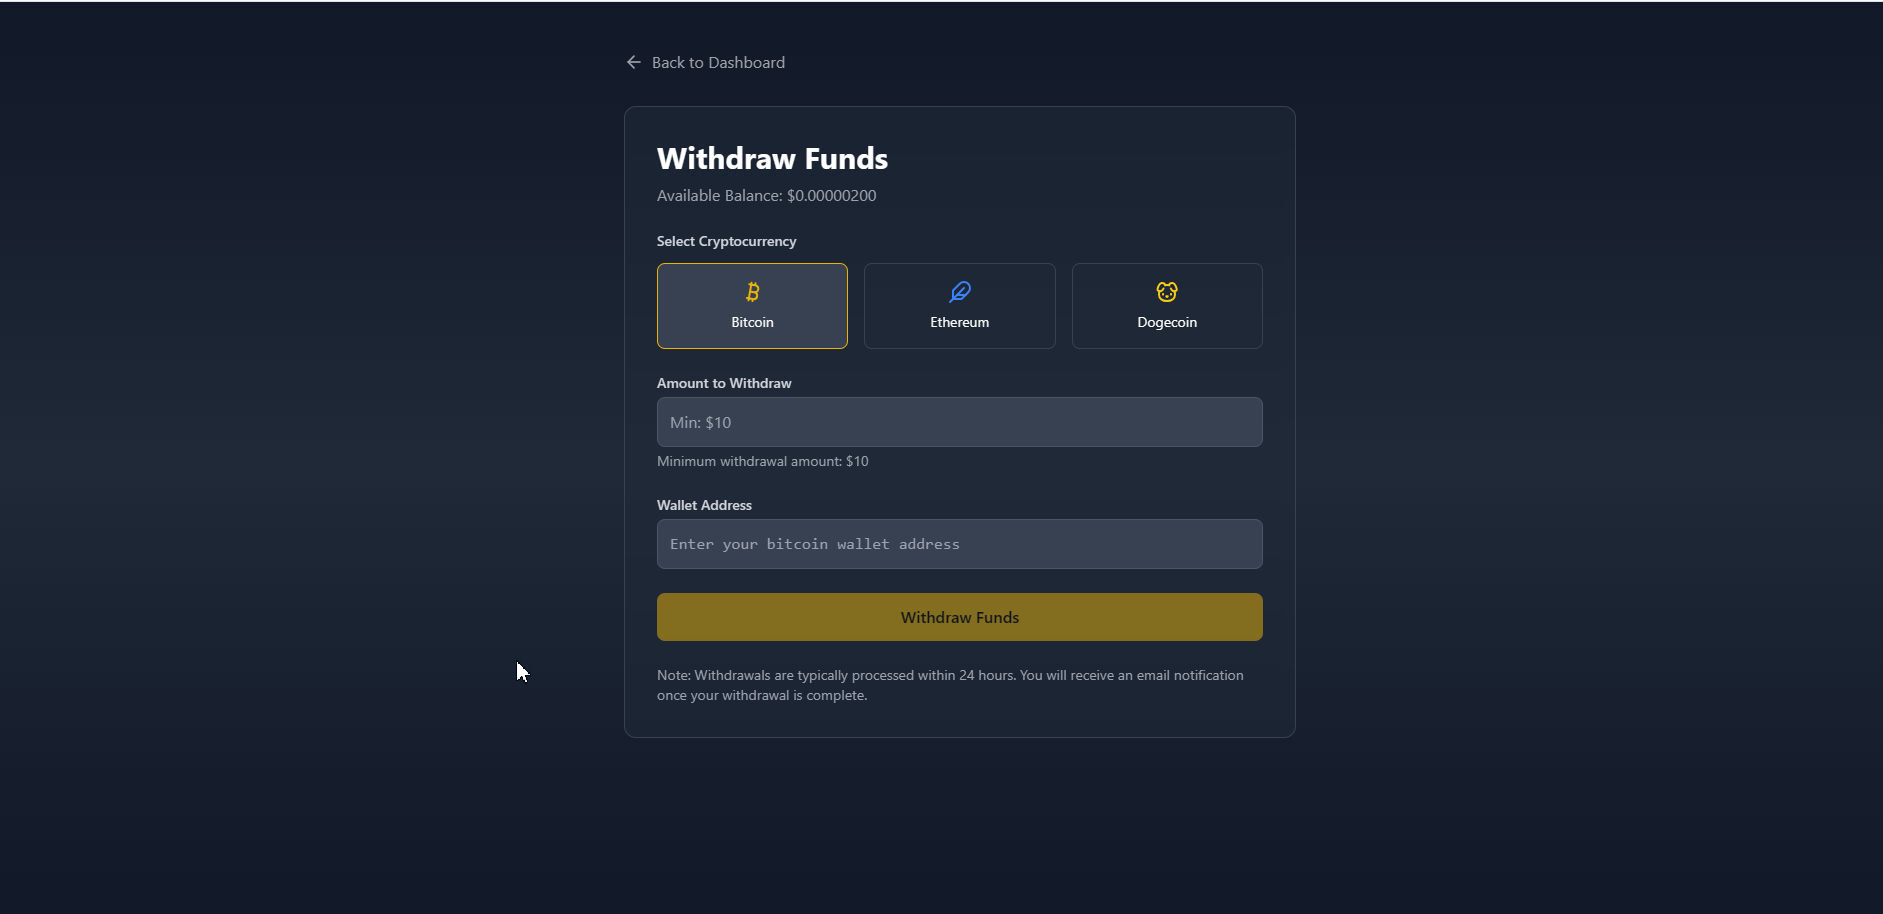 Back to Dashboard
Withdraw Funds
Available Balance: $0.00000200
Select Cryptocurrency
Bitcoin
Ethereum
Dogecoin
Amount to Withdraw
Min: $10
Minimum withdrawal amount: $10
Wallet Address
Enter your bitcoin wallet address
Withdraw Funds
Note: Withdrawals are typically processed within 24 hours. You will receive an email notification
once your withdrawal is complete.